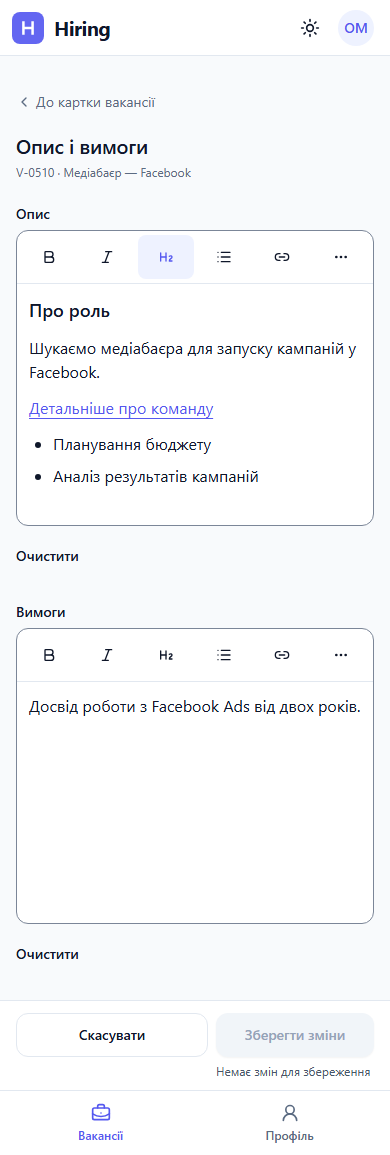 H Hiring OM
До картки вакансії
Опис і вимоги
V-0510 · Медіабаєр — Facebook
Опис
B I H2
Про роль
Шукаємо медіабаєра для запуску кампаній у
Facebook.
Детальніше про команду
• Планування бюджету
• Аналіз результатів кампаній
Очистити
Вимоги
B I H2
Досвід роботи з Facebook Ads від двох років.
Очистити
Скасувати Зберегти зміни
Немає змін для збереження
Вакансії Профіль